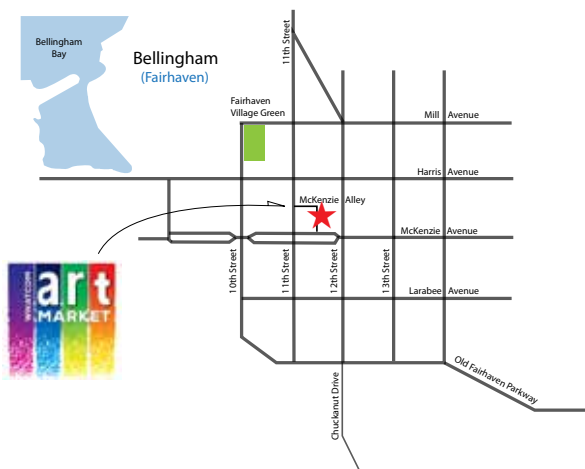 Bellingham
Bay
Bellingham
(Fairhaven)
11th Street
Fairhaven
Village Green
Mill Avenue
Harris Avenue
McKenzie Alley
McKenzie Avenue
10th Street
11th Street
12th Street
13th Street
Larabee Avenue
WHATCOM
art
MARKET
Chuckanut Drive
Old Fairhaven Parkway